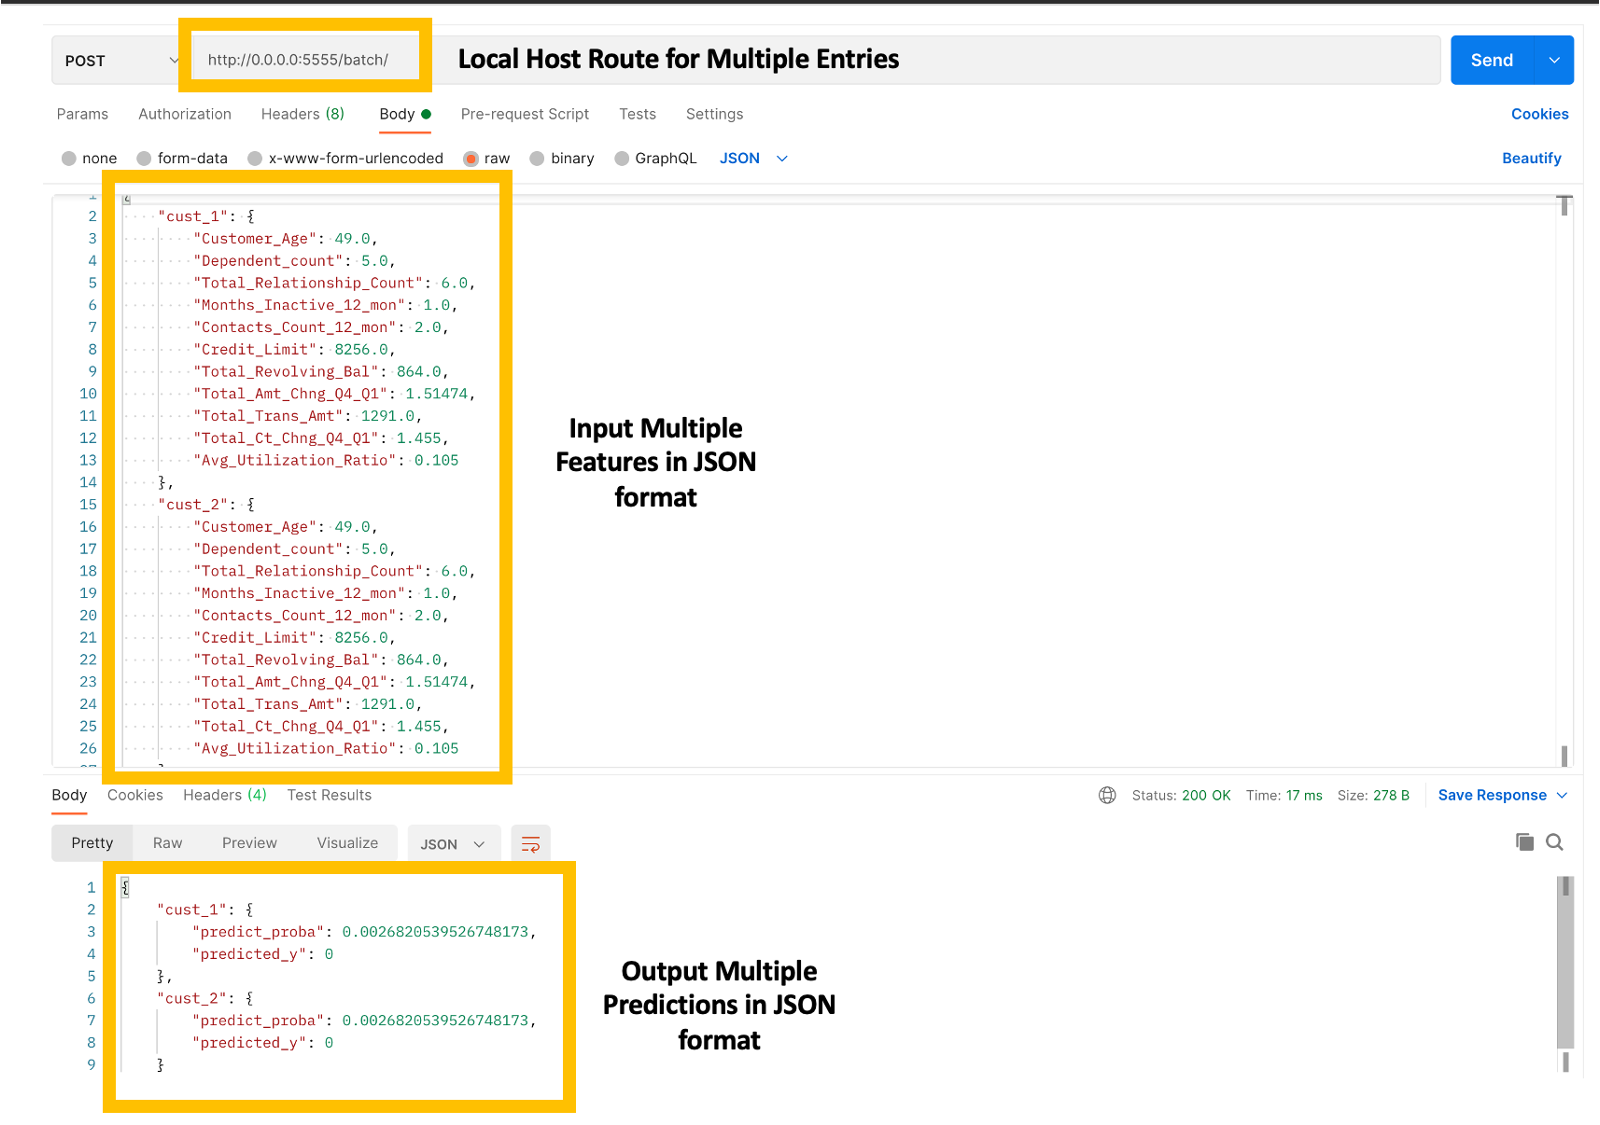 POST http://0.0.0.0:5555/batch/ Local Host Route for Multiple Entries Send
Params Authorization Headers (8) Body Pre-request Script Tests Settings Cookies
none form-data x-www-form-urlencoded raw binary GraphQL JSON Beautify
1 {
2 "cust_1": {
3 "Customer_Age": 49.0,
4 "Dependent_count": 5.0,
5 "Total_Relationship_Count": 6.0,
6 "Months_Inactive_12_mon": 1.0,
7 "Contacts_Count_12_mon": 2.0,
8 "Credit_Limit": 8256.0,
9 "Total_Revolving_Bal": 864.0,
10 "Total_Amt_Chng_Q4_Q1": 1.51474,
11 "Total_Trans_Amt": 1291.0,
12 "Total_Ct_Chng_Q4_Q1": 1.455,
13 "Avg_Utilization_Ratio": 0.105
14 },
15 "cust_2": {
16 "Customer_Age": 49.0,
17 "Dependent_count": 5.0,
18 "Total_Relationship_Count": 6.0,
19 "Months_Inactive_12_mon": 1.0,
20 "Contacts_Count_12_mon": 2.0,
21 "Credit_Limit": 8256.0,
22 "Total_Revolving_Bal": 864.0,
23 "Total_Amt_Chng_Q4_Q1": 1.51474,
24 "Total_Trans_Amt": 1291.0,
25 "Total_Ct_Chng_Q4_Q1": 1.455,
26 "Avg_Utilization_Ratio": 0.105
Input Multiple
Features in JSON
format
Body Cookies Headers (4) Test Results Status: 200 OK Time: 17 ms Size: 278 B Save Response
Pretty Raw Preview Visualize JSON
1 {
2 "cust_1": {
3 "predict_proba": 0.0026820539526748173,
4 "predicted_y": 0
5 },
6 "cust_2": {
7 "predict_proba": 0.0026820539526748173,
8 "predicted_y": 0
9 }
Output Multiple
Predictions in JSON
format